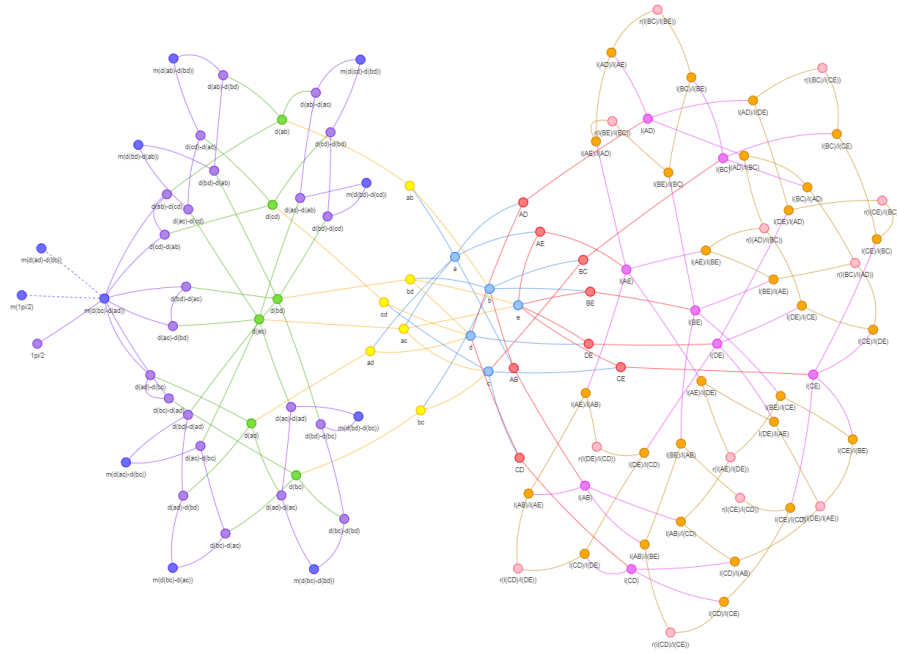 r(l(BC)/l(BE))
l(AD)/l(AE)
m(d(ab)-d(bd))
m(d(cd)-d(bd))
d(ab)-d(bd)
r(l(BC)/l(CE))
l(BC)/l(BE)
d(ab)-d(ac)
l(AD)/l(DE)
d(ab)
l(AD)
r(l(BE)/l(BC))
d(cd)-d(ac)
d(cd)-d(bd)
l(BC)/l(CE)
m(d(bd)-d(ab))
l(AE)/l(AD)
l(BC)
l(AD)/l(BC)
d(bd)-d(ab)
l(BE)/l(BC)
m(d(bd)-d(cd))
d(ab)-d(cd)
d(ac)-d(ab)
ab
l(BC)/l(AD)
d(ac)-d(cd)
d(cd)
d(bd)-d(cd)
AD
l(DE)/l(AD)
r(l(CE)/l(BC))
d(cd)-d(ab)
AE
r(l(AD)/l(BC))
l(CE)/l(BC)
m(d(ad)-d(bc))
a
BC
l(AE)/l(BE)
r(l(BC)/l(AD))
l(AE)
bd
b
BE
l(BE)/l(AE)
d(bd)-d(ac)
m(1pi/2)
m(d(bc)-d(ad))
d(bd)
cd
e
l(BE)
l(DE)/l(CE)
d(ac)
ac
d
d(ac)-d(bd)
l(CE)/l(DE)
1pi/2
ad
DE
l(DE)
c
AB
CE
l(CE)
d(ac)-d(bc)
l(AE)/l(DE)
d(bc)-d(ad)
l(AE)/l(AB)
l(BE)/l(CE)
d(ac)-d(ad)
bc
d(bd)-d(ad)
m(d(bd)-d(bc))
d(ad)
d(bd)-d(bc)
l(DE)/l(AE)
d(ac)-d(bc)
r(l(DE)/l(CD))
l(DE)/l(CD)
l(BE)/l(AB)
l(CE)/l(BE)
m(d(ac)-d(bc))
CD
r(l(AE)/l(DE))
d(bc)
l(AB)
d(ad)-d(bd)
d(ad)-d(ac)
l(AB)/l(AE)
r(l(CE)/l(CD))
l(CE)/l(CD)
r(l(DE)/l(AE))
d(bc)-d(bd)
l(AB)/l(CD)
d(bc)-d(ac)
l(AB)/l(BE)
l(CD)/l(DE)
l(CD)/l(AB)
m(d(bc)-d(ac))
m(d(bc)-d(bd))
r(l(CD)/l(DE))
l(CD)
l(CD)/l(CE)
r(l(CD)/l(CE))